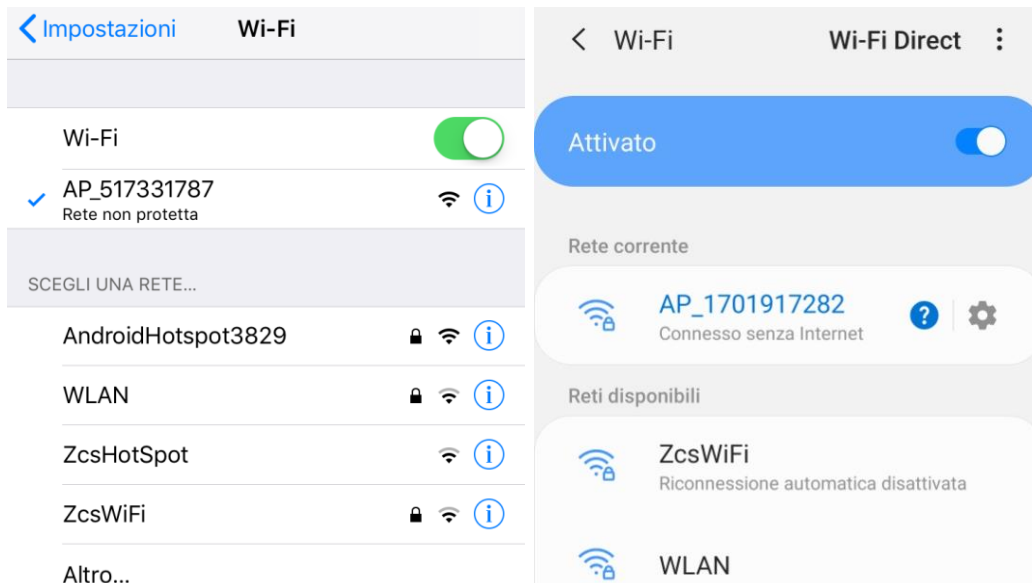 Impostazioni
Wi-Fi
Wi-Fi
AP_517331787
Rete non protetta
SCEGLI UNA RETE...
AndroidHotspot3829
WLAN
ZcsHotSpot
ZcsWiFi
Altro...
Wi-Fi
Wi-Fi Direct
Attivato
Rete corrente
AP_1701917282
Connesso senza Internet
Reti disponibili
ZcsWiFi
Riconnessione automatica disattivata
WLAN